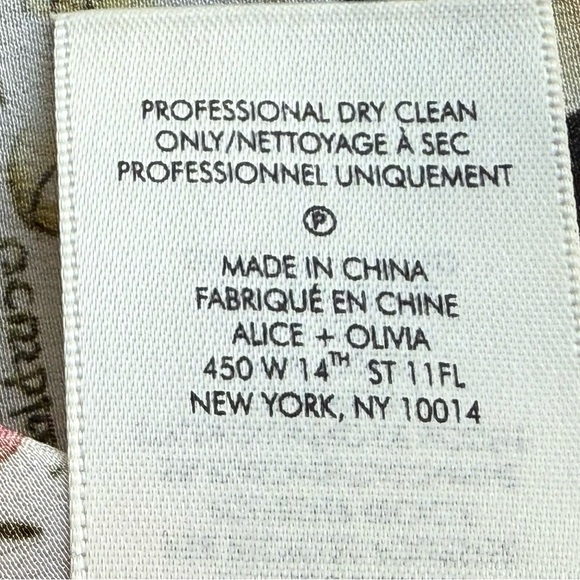 PROFESSIONAL DRY CLEAN
ONLY/NETTOYAGE À SEC
PROFESSIONNEL UNIQUEMENT
P
MADE IN CHINA
FABRIQUÉ EN CHINE
ALICE + OLIVIA
450 W 14TH ST 11FL
NEW YORK, NY 10014